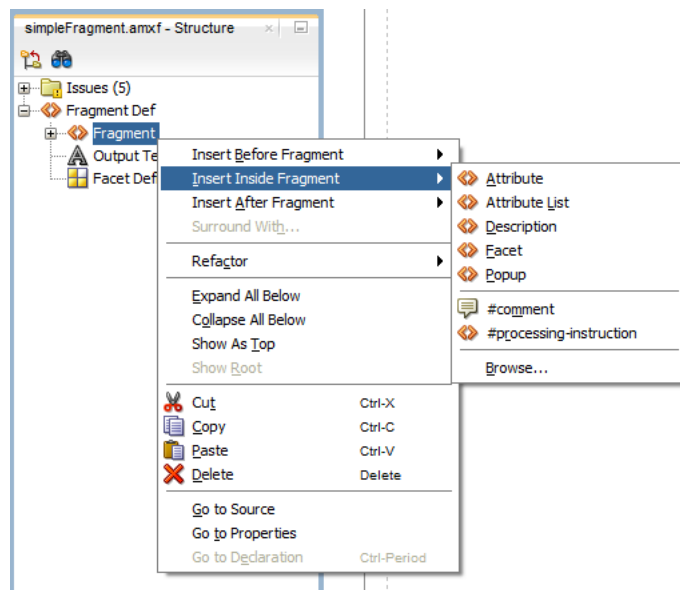 simpleFragment.amxf - Structure
Issues (5)
Fragment Def
Fragment
Output Te
Facet Def
Insert Before Fragment
Insert Inside Fragment
Insert After Fragment
Surround With...
Refactor
Expand All Below
Collapse All Below
Show As Top
Show Root
Cut Ctrl-X
Copy Ctrl-C
Paste Ctrl-V
Delete Delete
Go to Source
Go to Properties
Go to Declaration Ctrl-Period
Attribute
Attribute List
Description
Facet
Popup
#comment
#processing-instruction
Browse...